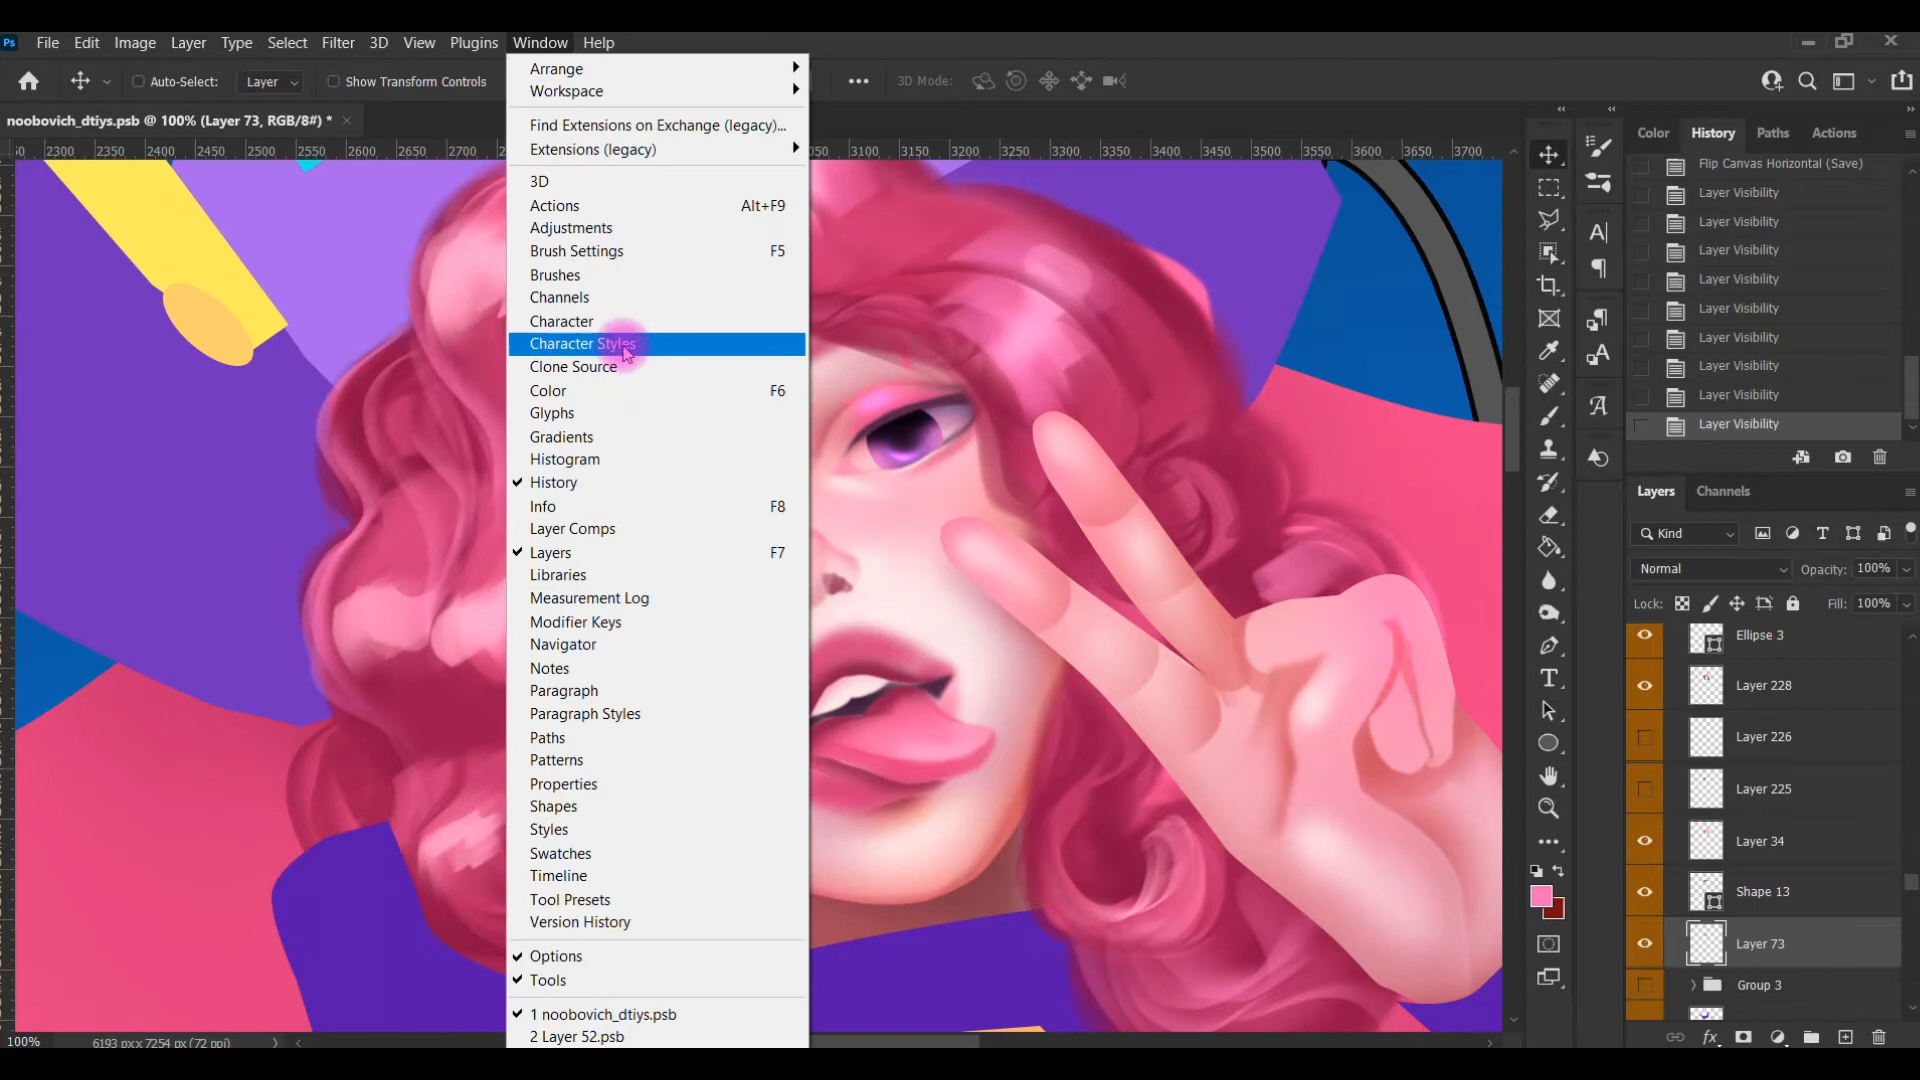 Ps File Edit Image Layer Type Select Filter 3D View Plugins Window Help
Auto-Select: Layer Show Transform Controls 3D Mode:
noobovich_dtiys.psb @ 100% (Layer 73, RGB/8#) *
2300 2350 2400 2450 2500 2550 2600 2650 2700 3100 3150 3200 3250 3300 3350 3400 3450 3500 3550 3600 3650 3700
Arrange
Workspace
Find Extensions on Exchange (legacy)...
Extensions (legacy)
3D
Actions Alt+F9
Adjustments
Brush Settings F5
Brushes
Channels
Character
Character Styles
Clone Source
Color F6
Glyphs
Gradients
Histogram
History
Info F8
Layer Comps
Layers F7
Libraries
Measurement Log
Modifier Keys
Navigator
Notes
Paragraph
Paragraph Styles
Paths
Patterns
Properties
Shapes
Styles
Swatches
Timeline
Tool Presets
Version History
Options
Tools
1 noobovich_dtiys.psb
2 Layer 52.psb
Color History Paths Actions
Flip Canvas Horizontal (Save)
Layer Visibility
Layer Visibility
Layer Visibility
Layer Visibility
Layer Visibility
Layer Visibility
Layer Visibility
Layer Visibility
Layer Visibility
Layers Channels
Kind
Normal Opacity: 100%
Lock: Fill: 100%
Ellipse 3
Layer 228
Layer 226
Layer 225
Layer 34
Shape 13
Layer 73
Group 3
100% 6193 px x 7254 px (72 ppi)